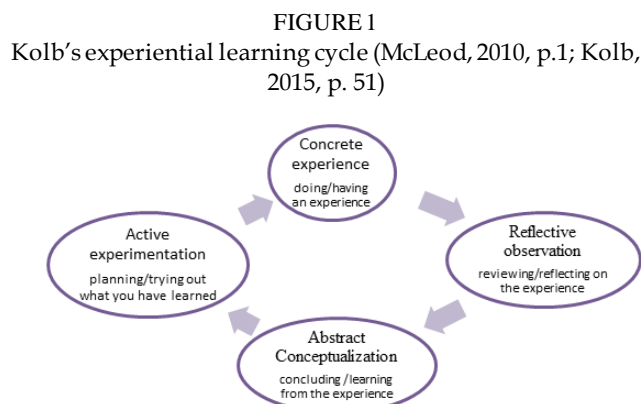 FIGURE 1
Kolb's experiential learning cycle (McLeod, 2010, p.1; Kolb,
2015, p. 51)
Concrete
experience
doing/having
an experience
Reflective
observation
reviewing/reflecting on
the experience
Abstract
Conceptualization
concluding /learning
from the experience
Active
experimentation
planning/trying out
what you have learned